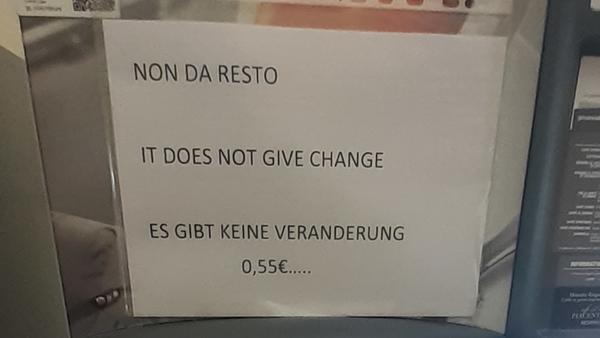 NON DA RESTO
IT DOES NOT GIVE CHANGE
ES GIBT KEINE VERANDERUNG
0,55€.....